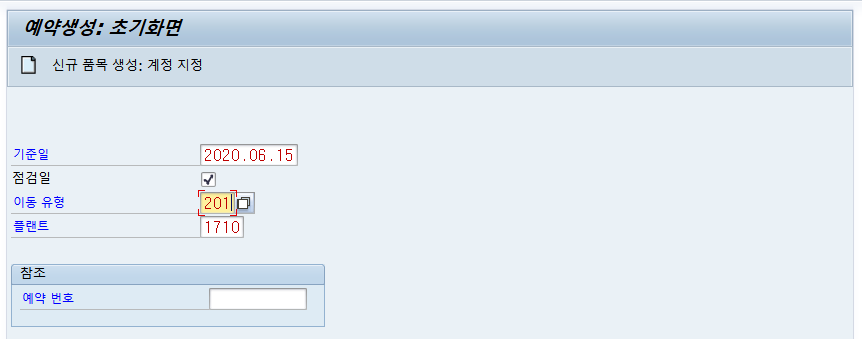 예약생성: 초기화면
신규 품목 생성: 계정 지정
기준일 2020.06.15
점검일
이동 유형 201
플랜트 1710
참조
예약 번호